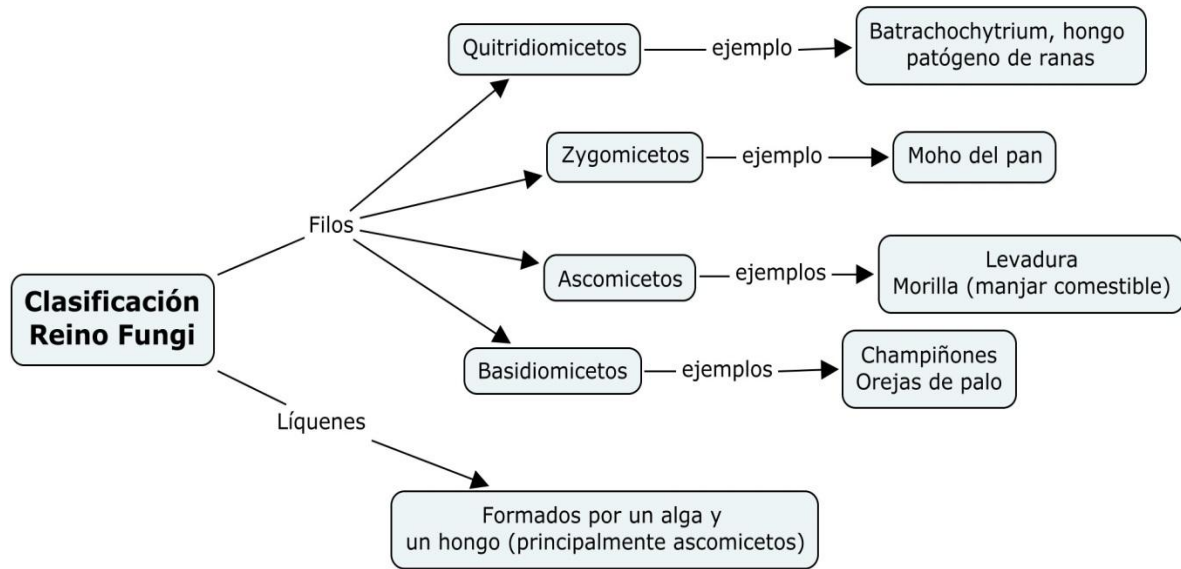 Clasificación
Reino Fungi
Filos
Quitridiomicetos
ejemplo
Batrachochytrium, hongo
patógeno de ranas
Zygomicetos
ejemplo
Moho del pan
Ascomicetos
ejemplos
Levadura
Morilla (manjar comestible)
Basidiomicetos
ejemplos
Champiñones
Orejas de palo
Líquenes
Formados por un alga y
un hongo (principalmente ascomicetos)